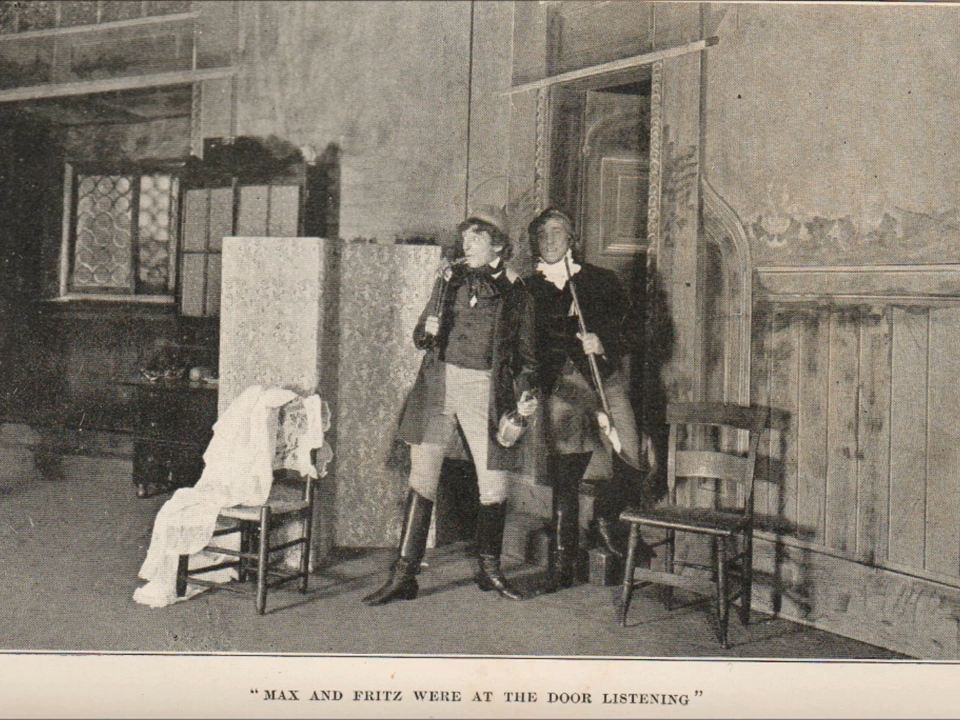 "MAX AND FRITZ WERE AT THE DOOR LISTENING"